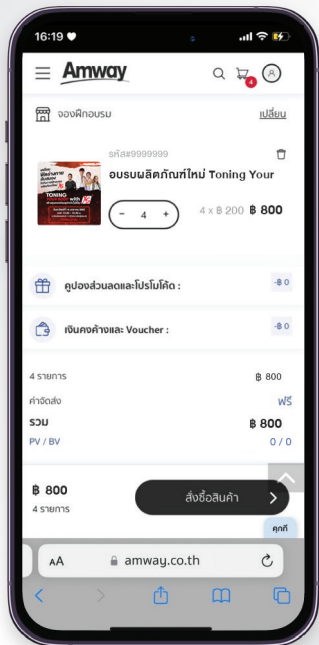 16:19
Amway
4
จองฝึกอบรม
เปลี่ยน
รหัส#9999999
อบรมผลิตภัณฑ์ใหม่ Toning Your
- 4 +
4 x ฿ 200 ฿ 800
TONING
with
คูปองส่วนลดและโปรโมโค้ด :
-฿ 0
เงินคงค้างและ Voucher :
-฿ 0
4 รายการ
฿ 800
ค่าจัดส่ง
ฟรี
รวม
฿ 800
PV / BV
0 / 0
฿ 800
4 รายการ
สั่งซื้อสินค้า
คุกกี้
AA
amway.co.th